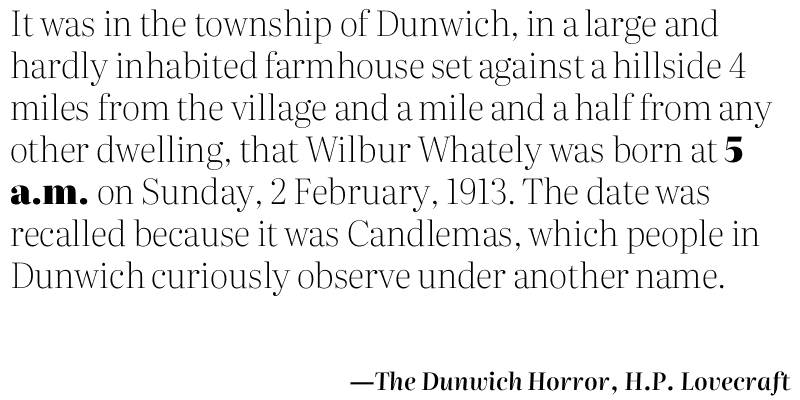 It was in the township of Dunwich, in a large and
hardly inhabited farmhouse set against a hillside 4
miles from the village and a mile and a half from any
other dwelling, that Wilbur Whately was born at 5
a.m. on Sunday, 2 February, 1913. The date was
recalled because it was Candlemas, which people in
Dunwich curiously observe under another name.
—The Dunwich Horror, H.P. Lovecraft